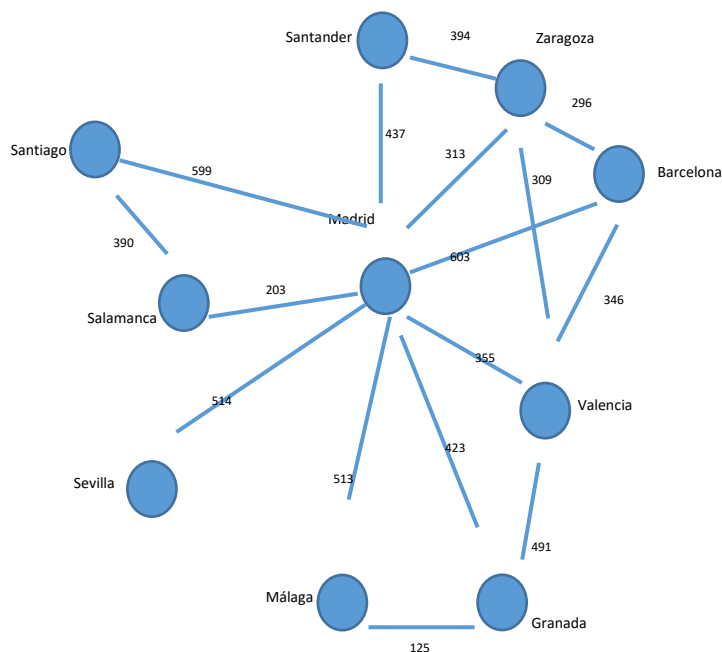 Santander
394
Zaragoza
296
437
313
309
Barcelona
Santiago
599
Madrid
390
603
203
346
Salamanca
355
514
Valencia
423
Sevilla
513
491
Málaga
Granada
125